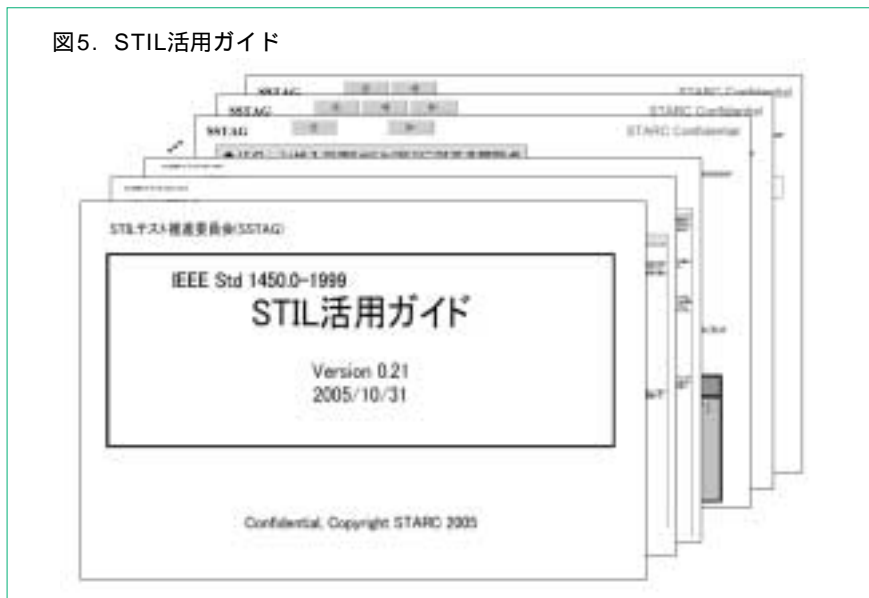 図5. STIL活用ガイド
SSTAG
STARC Confidential
SSTAG
STARC Confidential
SSTAG
STARC Confidential
STILテスト推進委員会(SSTAG)
IEEE Std 1450.0-1999
STIL活用ガイド
Version 0.21
2005/10/31
Confidential, Copyright STARC 2005